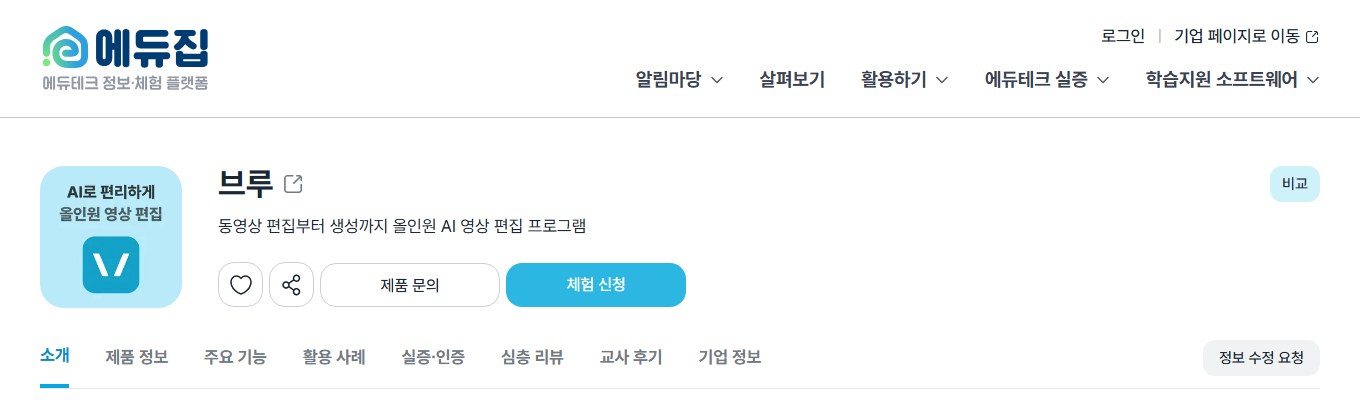 에듀집
에듀테크 정보·체험 플랫폼
로그인 | 기업 페이지로 이동
알림마당 살펴보기 활용하기 에듀테크 실증 학습지원 소프트웨어
AI로 편리하게
올인원 영상 편집
브루
비교
동영상 편집부터 생성까지 올인원 AI 영상 편집 프로그램
제품 문의 체험 신청
소개 제품 정보 주요 기능 활용 사례 실증·인증 심층 리뷰 교사 후기 기업 정보
정보 수정 요청